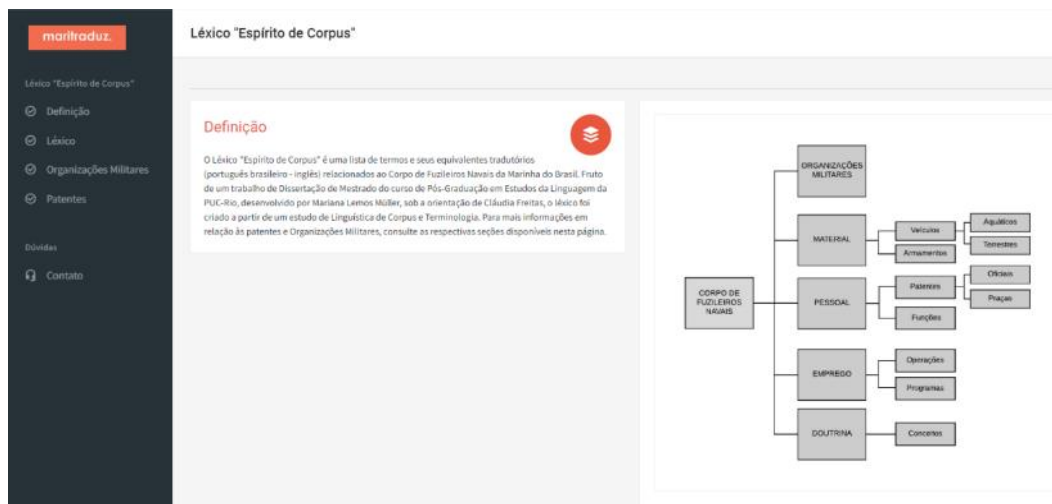 maritraduz.
Léxico "Espírito de Corpus"
Definição
Léxico
Organizações Militares
Patentes
Dúvidas
Contato
Léxico "Espírito de Corpus"
Definição
O Léxico "Espírito de Corpus" é uma lista de termos e seus equivalentes tradutórios
(português brasileiro - inglês) relacionados ao Corpo de Fuzileiros Navais da Marinha do Brasil. Fruto
de um trabalho de Dissertação de Mestrado do curso de Pós-Graduação em Estudos da Linguagem da
PUC-Rio, desenvolvido por Mariana Lemos Müller, sob a orientação de Cláudia Freitas, o léxico foi
criado a partir de um estudo de Linguística de Corpus e Terminologia. Para mais informações em
relação às patentes e Organizações Militares, consulte as respectivas seções disponíveis nesta página.
CORPO DE
FUZILEIROS
NAVAIS
ORGANIZAÇÕES
MILITARES
MATERIAL
Veículos
Aquáticos
Terrestres
Armamentos
PESSOAL
Patentes
Oficiais
Praças
Funções
EMPREGO
Operações
Programas
DOUTRINA
Conceitos